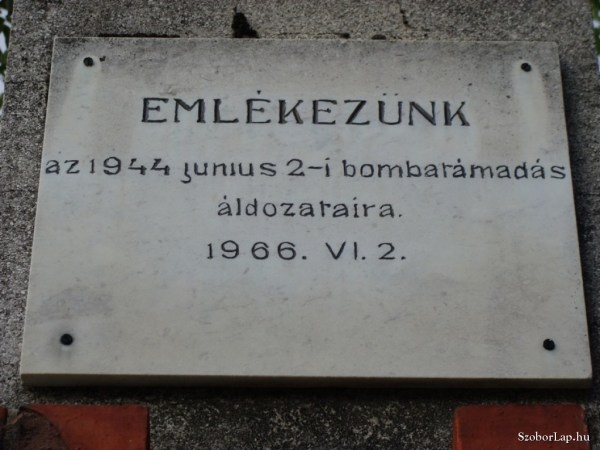 EMLÉKEZÜNK
az 1944 junius 2-i bombatámadás
áldozataira.
1966. VI. 2.
SzoborLap.hu